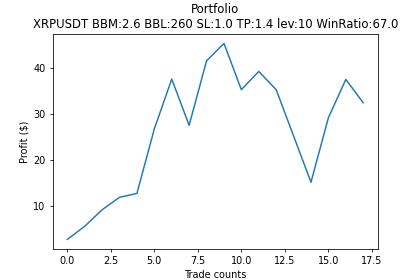 Portfolio
XRPUSDT BBM:2.6 BBL:260 SL:1.0 TP:1.4 lev:10 WinRatio:67.0
Profit ($)
40
30
20
10
0.0 2.5 5.0 7.5 10.0 12.5 15.0 17.5
Trade counts